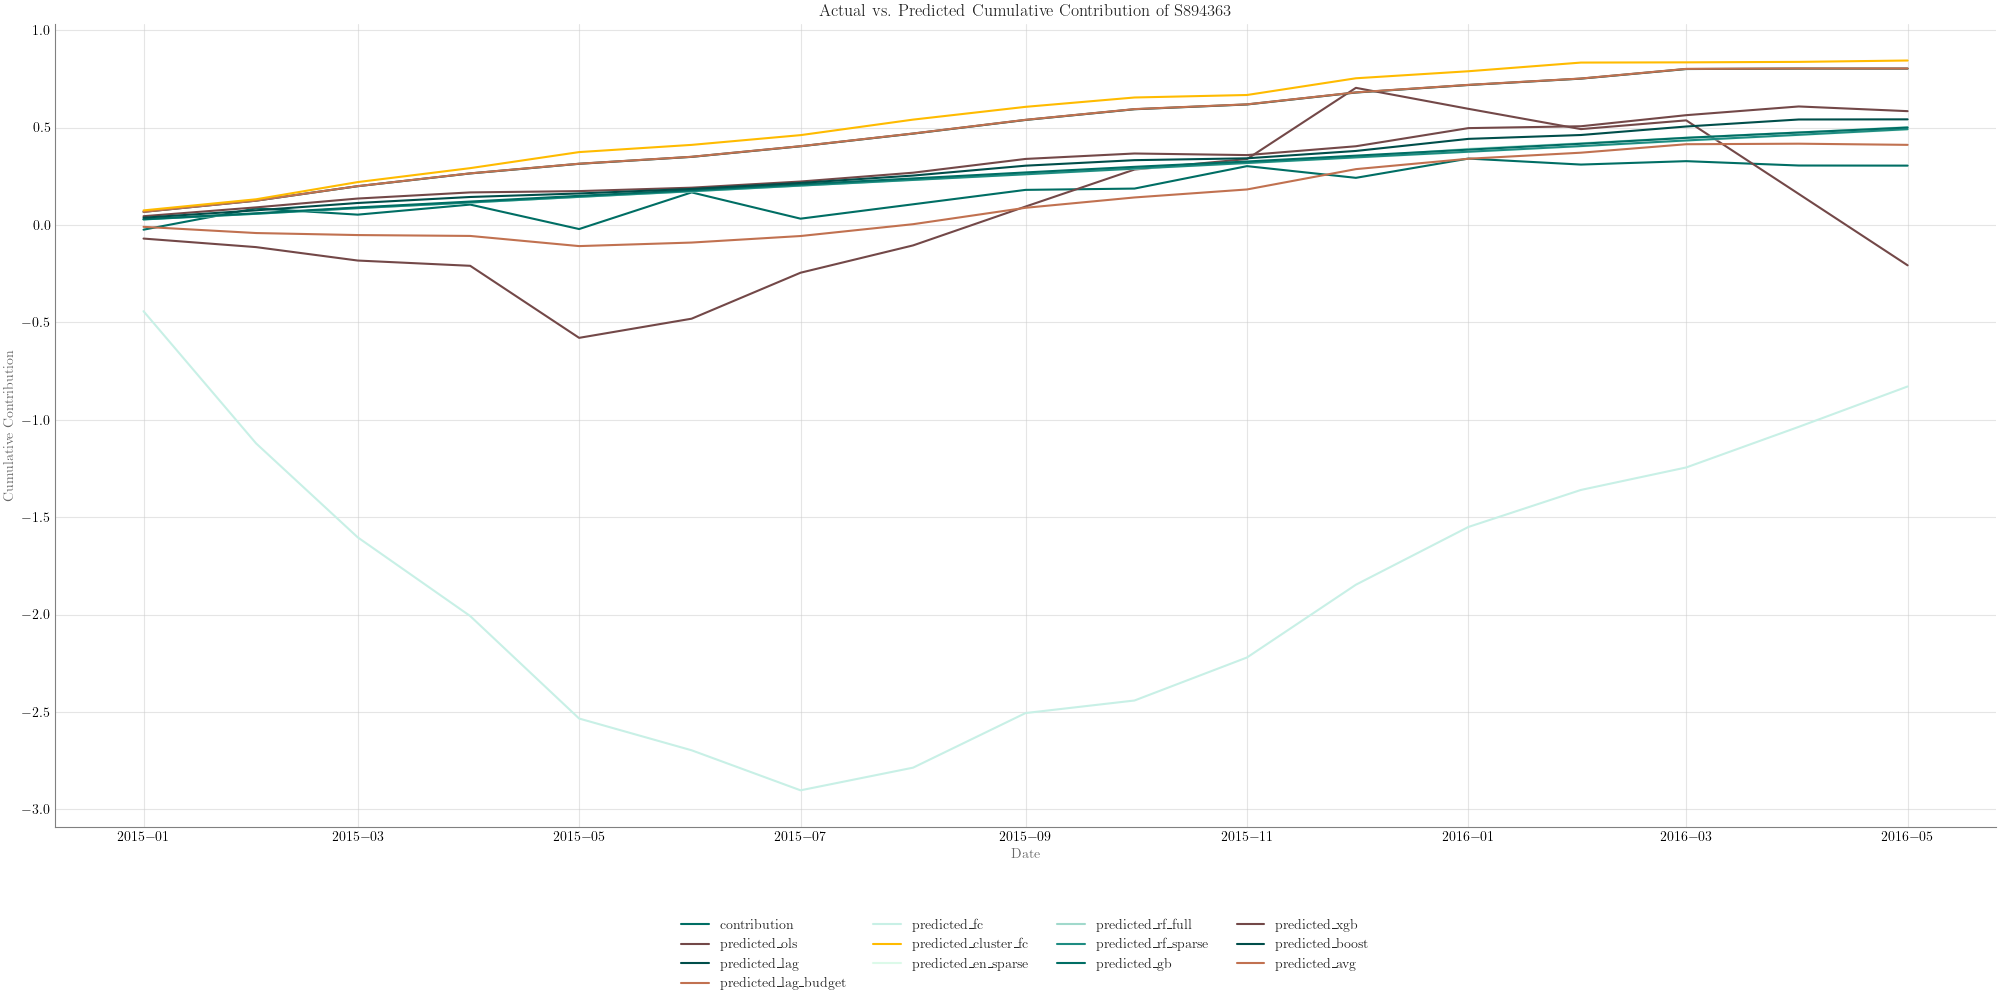 Actual vs. Predicted Cumulative Contribution of S894363
1.0
0.5
0.0
−0.5
−1.0
−1.5
−2.0
−2.5
−3.0
Cumulative Contribution
2015−01 2015−03 2015−05 2015−07 2015−09 2015−11 2016−01 2016−03 2016−05
Date
contribution predicted_fc predicted_rf_full predicted_xgb
predicted_ols predicted_cluster_fc predicted_rf_sparse predicted_boost
predicted_lag predicted_en_sparse predicted_gb predicted_avg
predicted_lag_budget